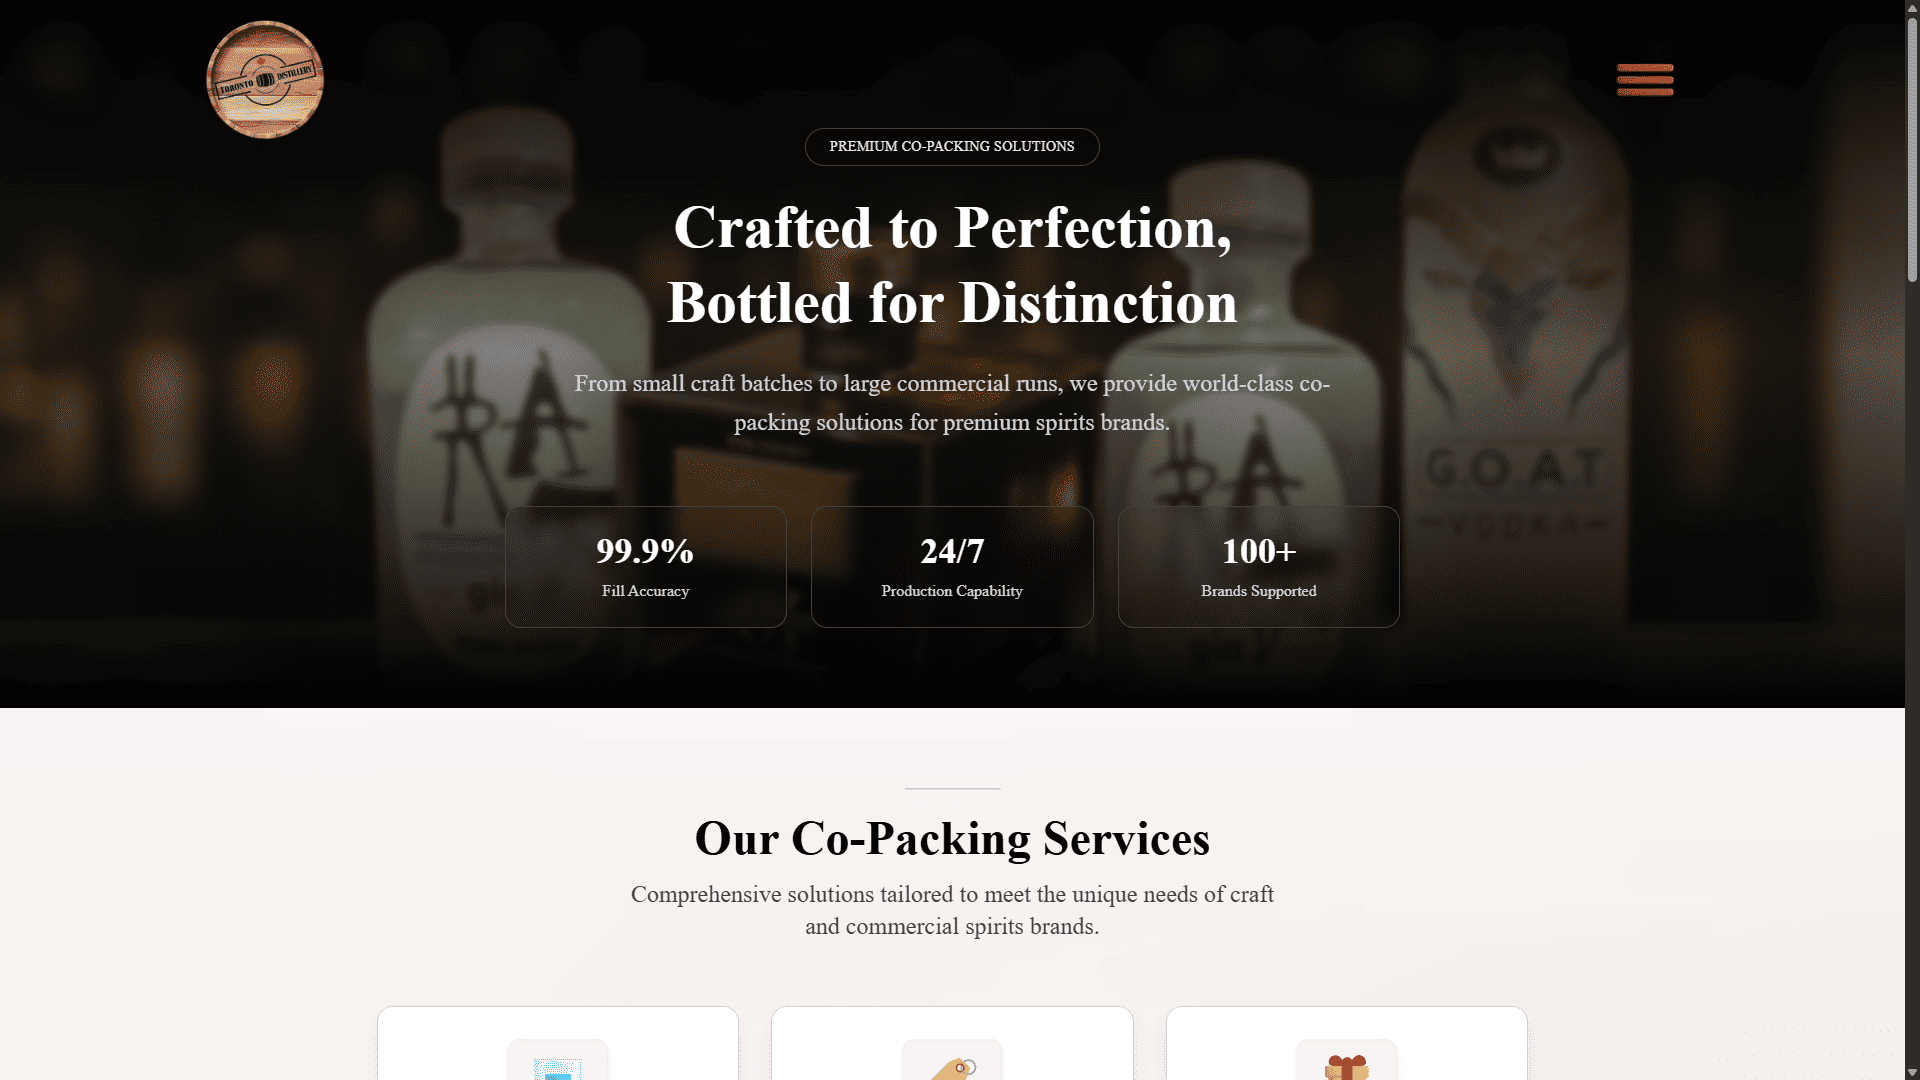 TORONTO DISTILLERY
PREMIUM CO-PACKING SOLUTIONS
Crafted to Perfection,
Bottled for Distinction
From small craft batches to large commercial runs, we provide world-class co-
packing solutions for premium spirits brands.
G.O.A.T
VODKA
99.9%
Fill Accuracy
24/7
Production Capability
100+
Brands Supported
gin
Our Co-Packing Services
Comprehensive solutions tailored to meet the unique needs of craft
and commercial spirits brands.